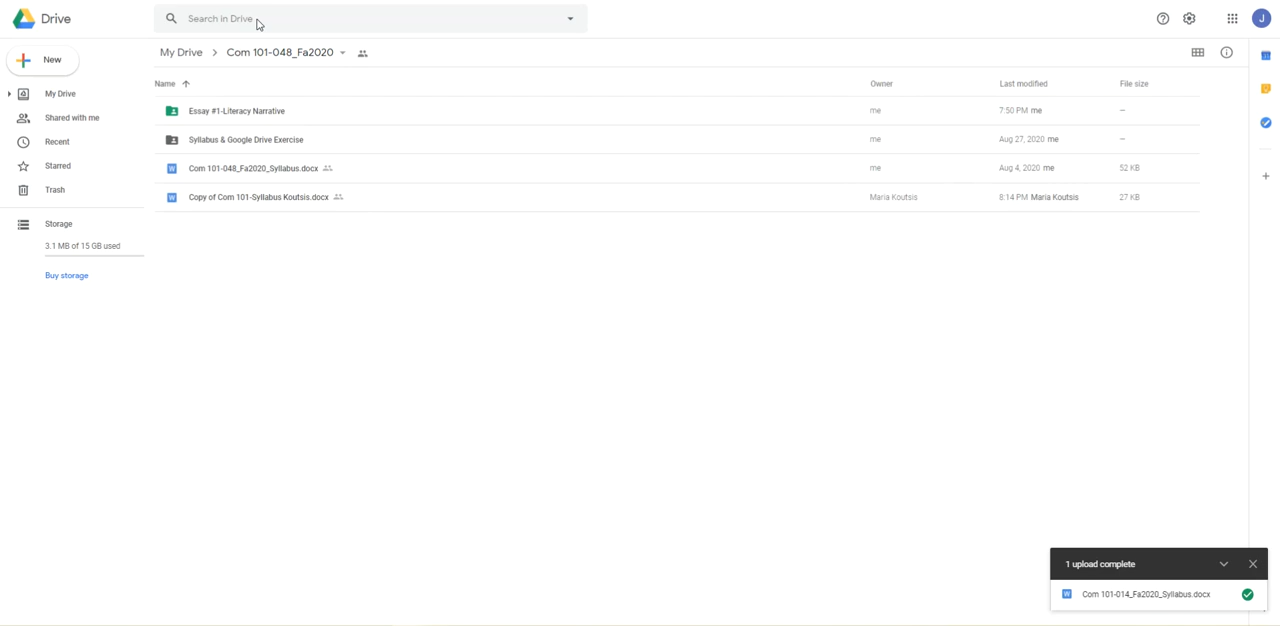 Drive
Search in Drive
J
New
My Drive
Shared with me
Recent
Starred
Trash
Storage
3.1 MB of 15 GB used
Buy storage
My Drive > Com 101-048_Fa2020
Name Owner Last modified File size
Essay #1-Literacy Narrative me 7:50 PM me –
Syllabus & Google Drive Exercise me Aug 27, 2020 me –
W Com 101-048_Fa2020_Syllabus.docx me Aug 4, 2020 me 52 KB
W Copy of Com 101-Syllabus Koutsis.docx Maria Koutsis 8:14 PM Maria Koutsis 27 KB
1 upload complete
W Com 101-014_Fa2020_Syllabus.docx